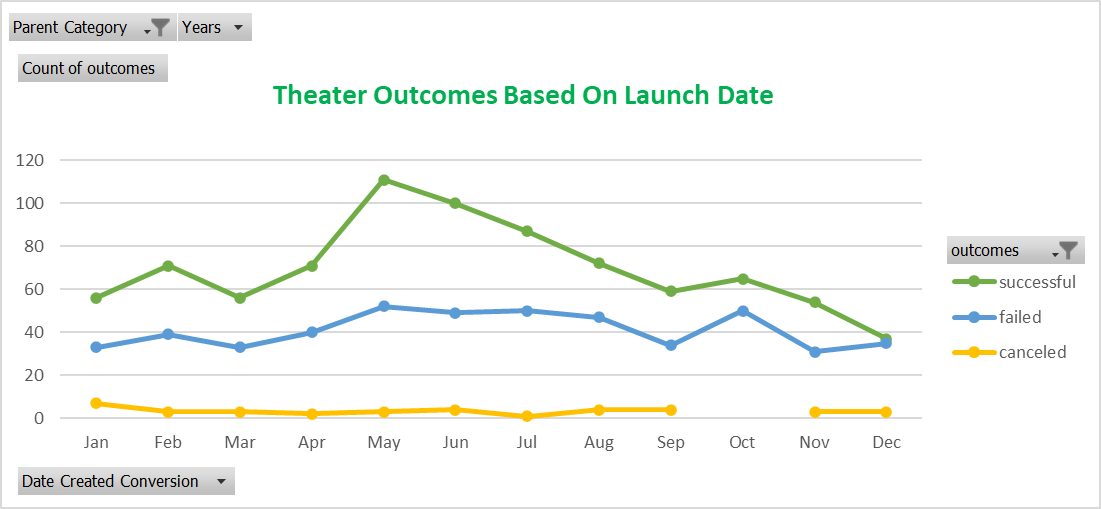 Parent Category Years
Count of outcomes
Theater Outcomes Based On Launch Date
120
100
80
60
40
20
0
Jan Feb Mar Apr May Jun Jul Aug Sep Oct Nov Dec
outcomes
successful
failed
canceled
Date Created Conversion